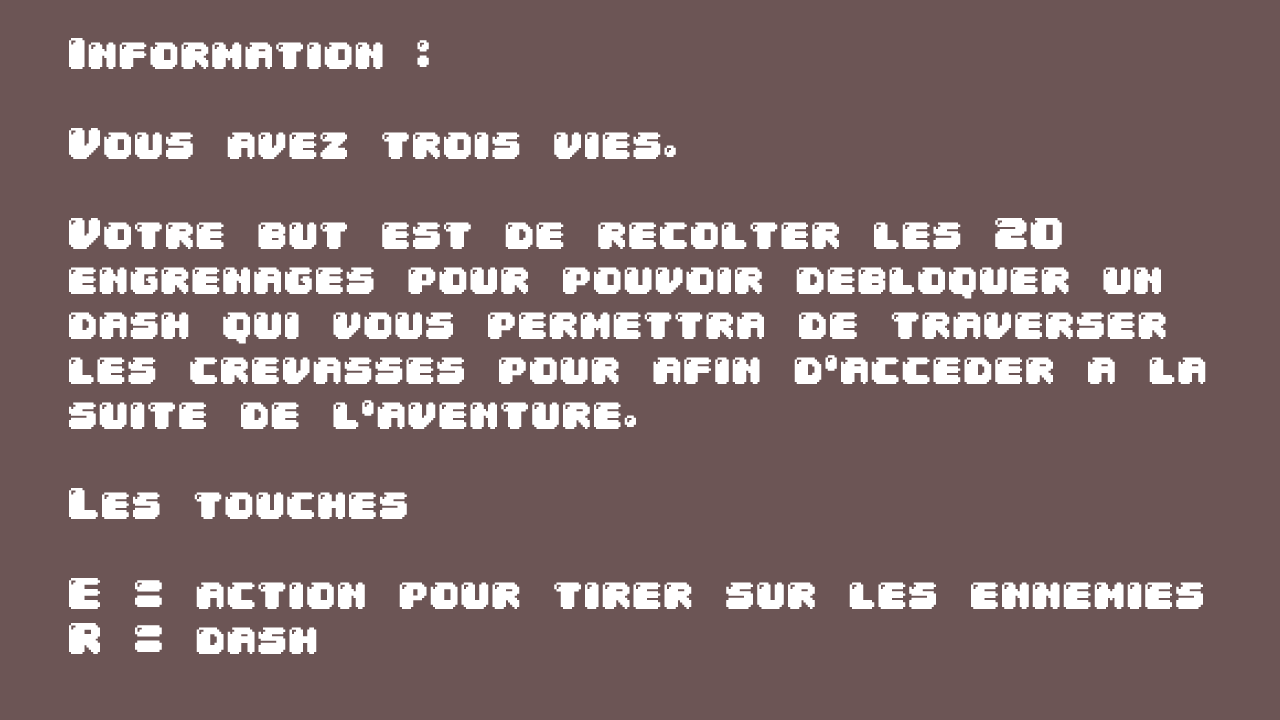 Information :
Vous avez trois vies.
Votre but est de recolter les 20
engrenages pour pouvoir debloquer un
dash qui vous permettra de traverser
les crevasses pour afin d'acceder a la
suite de l'aventure.
Les touches
E = action pour tirer sur les ennemies
R = dash